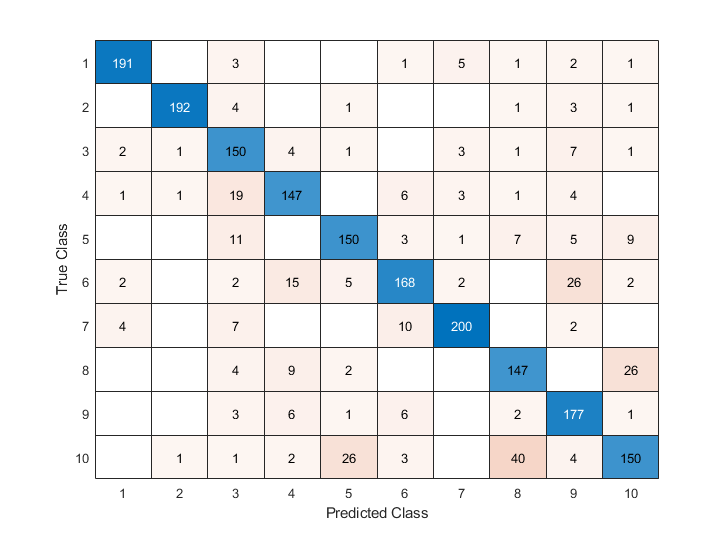 1 191 3 1 5 1 2 1
2 192 4 1 1 3 1
3 2 1 150 4 1 3 1 7 1
4 1 1 19 147 6 3 1 4
5 11 150 3 1 7 5 9
6 2 2 15 5 168 2 26 2
7 4 7 10 200 2
8 4 9 2 147 26
9 3 6 1 6 2 177 1
10 1 1 2 26 3 40 4 150
1 2 3 4 5 6 7 8 9 10
Predicted Class
True Class